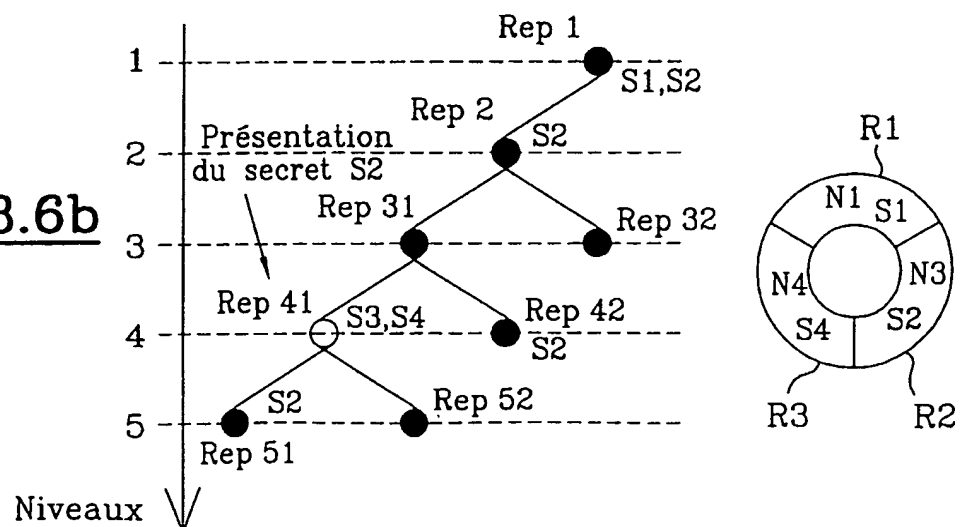 Rep 1
1
S1,S2
Rep 2
S2
Présentation
du secret S2
2
R1
3.6b
Rep 31
Rep 32
3
N1 S1
N4 N3
S4 S2
Rep 41
S3,S4
Rep 42
S2
4
S2
Rep 52
R3 R2
5
Rep 51
Niveaux